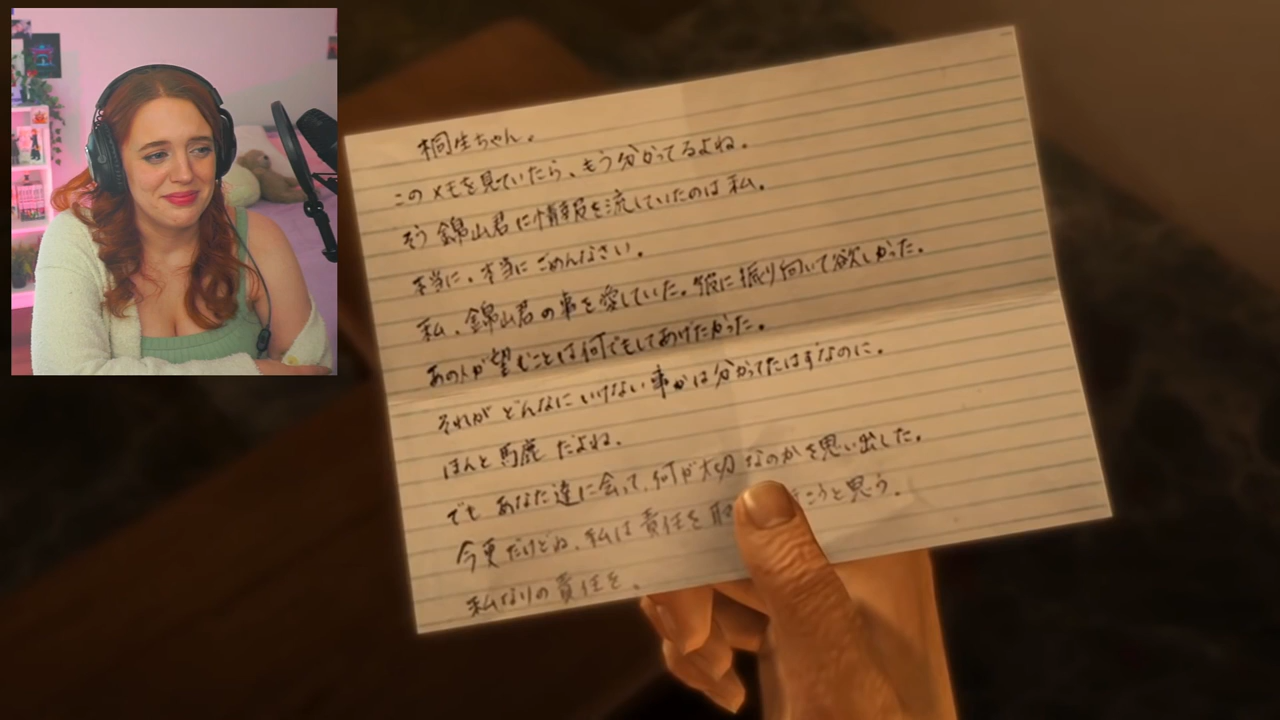 桐生ちゃん。
このメモを見ていたら、もう分かってるよね。
そう 錦山君に情報を流していたのは私。
本当に。本当にごめんなさい。
私、錦山君の事を愛していた。彼に振り向いて欲しかった。
あの人が望むことは何でもしてあげたかった。
それがどんなにいけない事かは分かってたはずなのに。
ほんと馬鹿だよね。
でもあなた達に会って、何が大切なのかを思い出した。
今更だけどね、私は責任を取 こうと思う。
私なりの責任を。